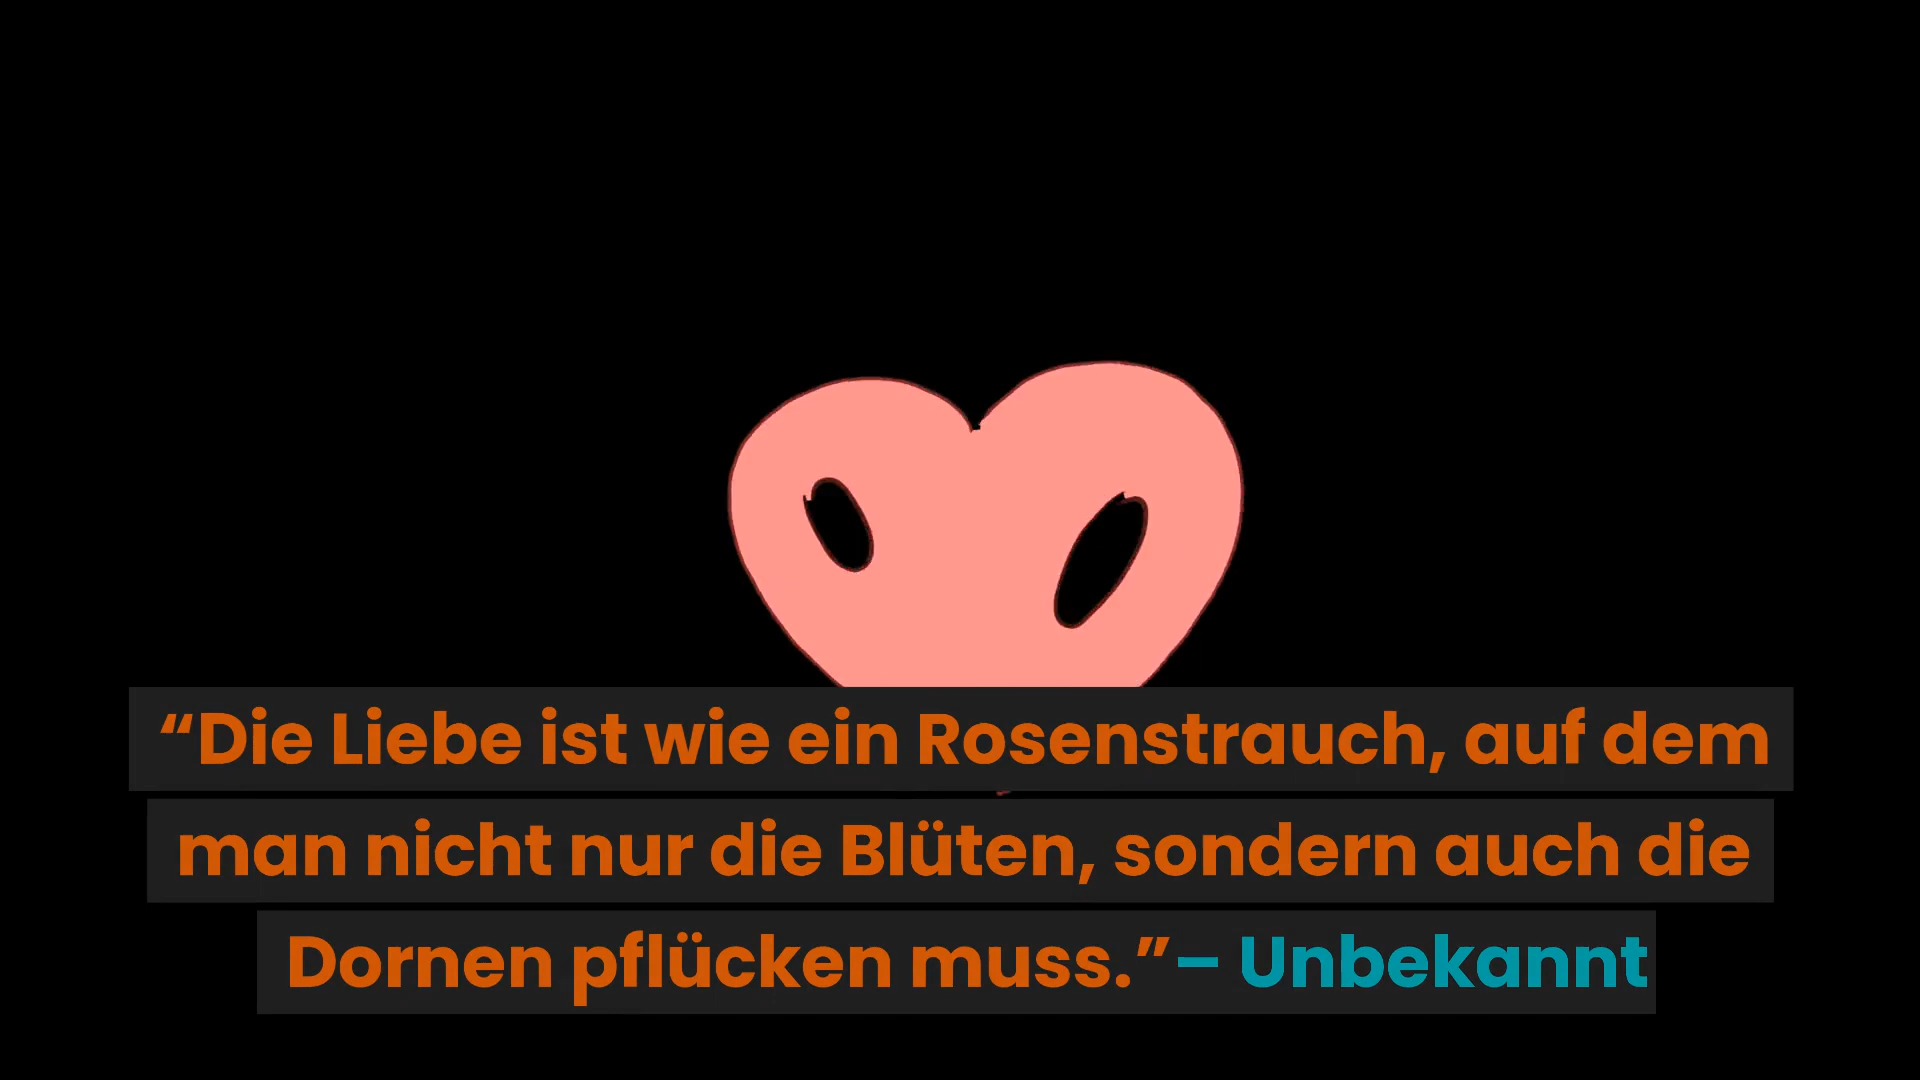 “Die Liebe ist wie ein Rosenstrauch, auf dem
man nicht nur die Blüten, sondern auch die
Dornen pflücken muss.”– Unbekannt